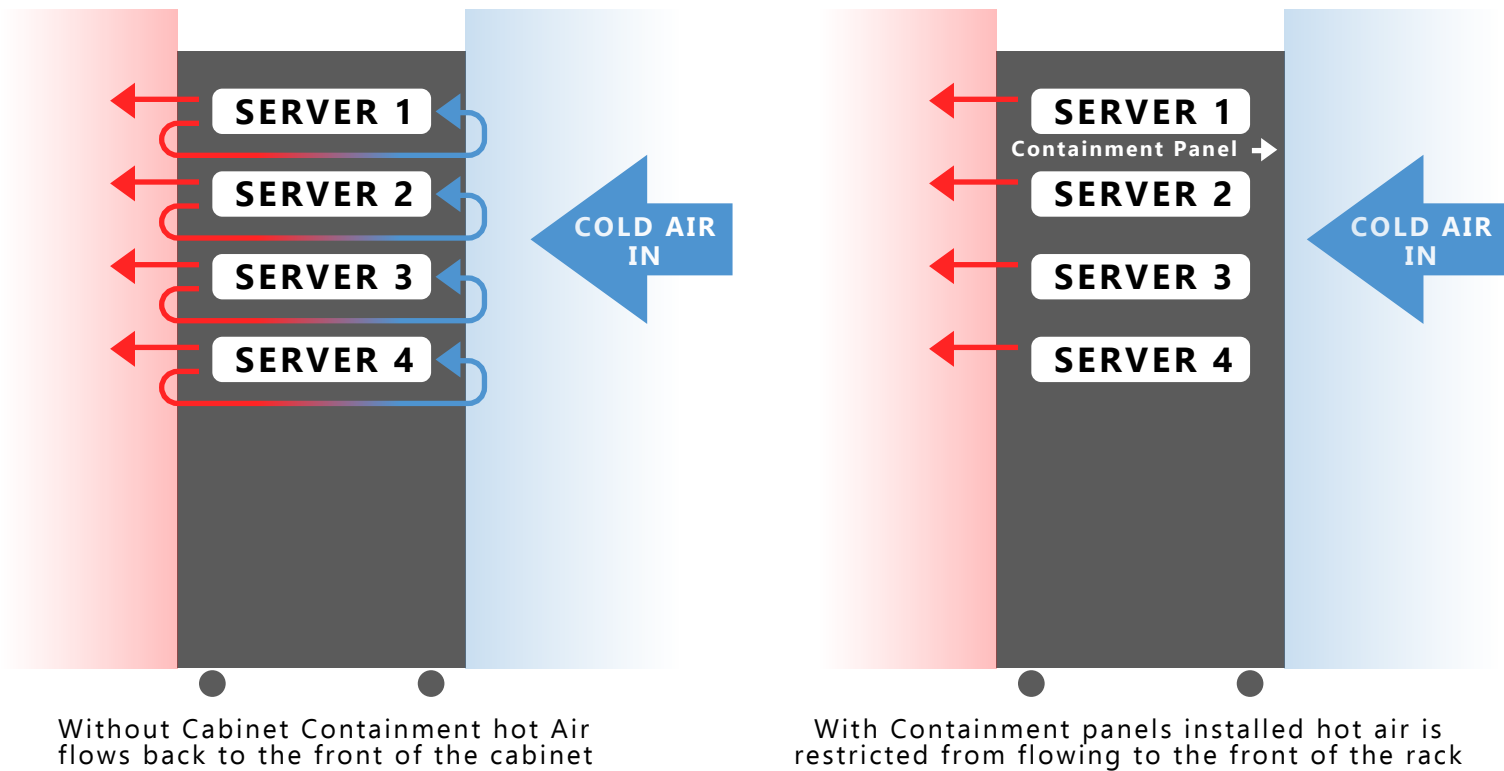 SERVER 1
SERVER 2
SERVER 3
SERVER 4
COLD AIR
IN
Without Cabinet Containment hot Air
flows back to the front of the cabinet
SERVER 1
Containment Panel
SERVER 2
SERVER 3
SERVER 4
COLD AIR
IN
With Containment panels installed hot air is
restricted from flowing to the front of the rack